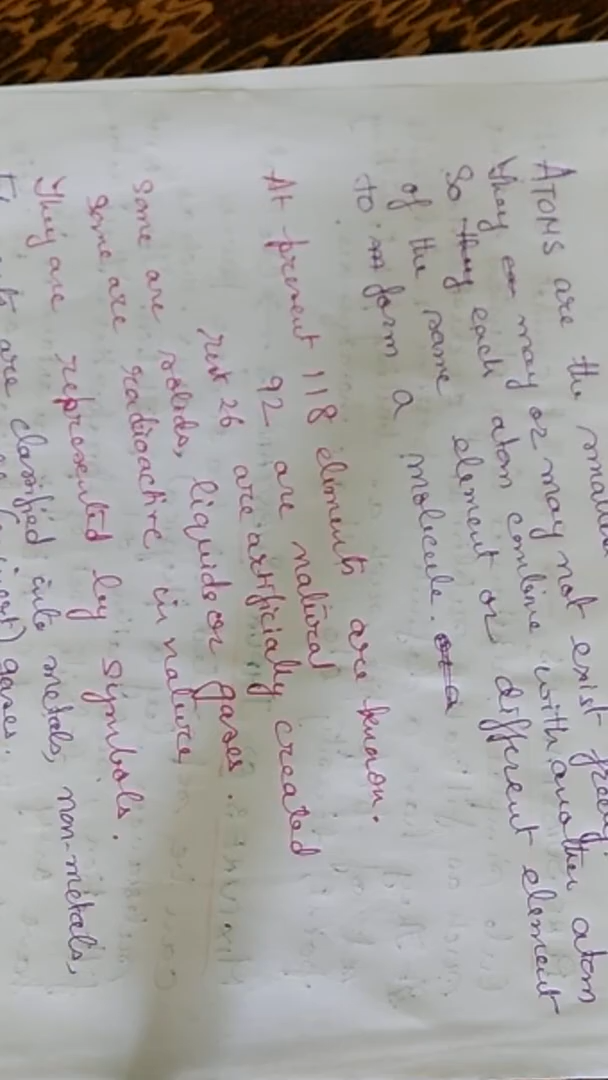 ATOMS are the
They may or may not exist
So each atom combine with another atom
of the same element or different element
to form a molecule.
At present 118 elements are known.
92 are natural
rest 26 are artificially created
some are solids, liquids or gases.
some are radioactive in nature
They are represented by symbols.
are classified into metals, non-metals,
(inert) gases.